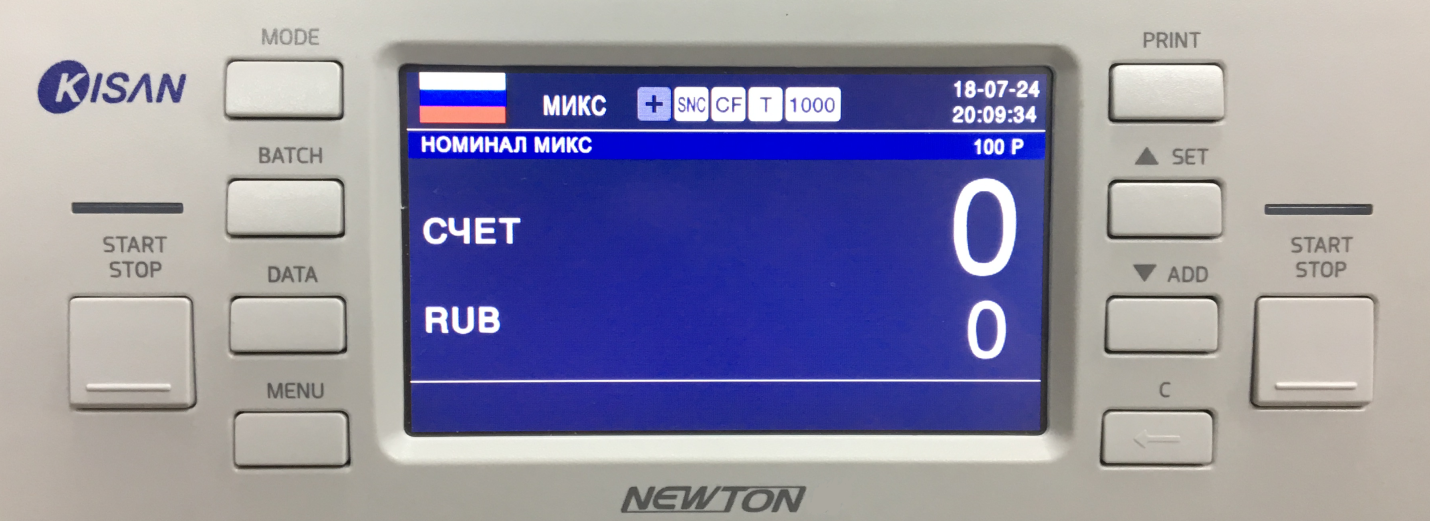 KISAN
MODE
BATCH
START
STOP
DATA
MENU
МИКС + SNC CF T 1000
18-07-24
20:09:34
НОМИНАЛ МИКС 100 Р
СЧЕТ 0
RUB 0
PRINT
▲ SET
▼ ADD
START
STOP
C
←
NEWTON